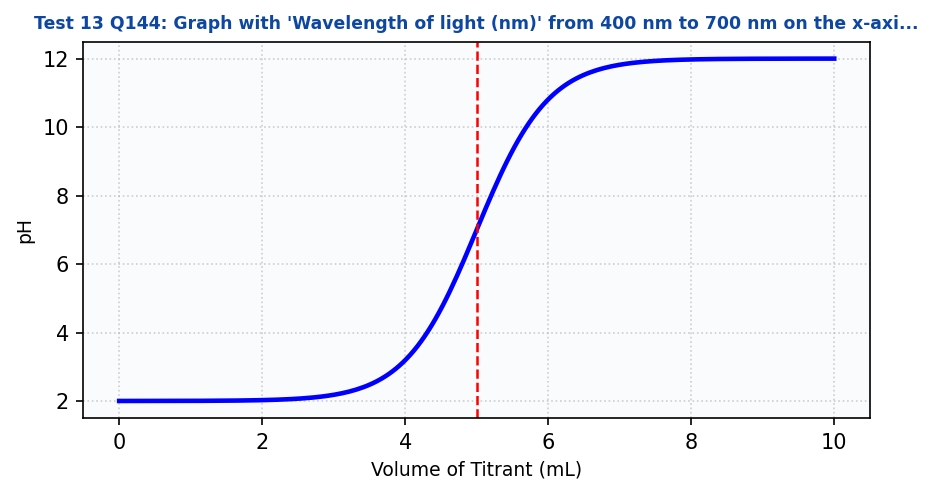 Test 13 Q144: Graph with 'Wavelength of light (nm)' from 400 nm to 700 nm on the x-axi...
12
10
8
6
4
2
pH
0 2 4 6 8 10
Volume of Titrant (mL)